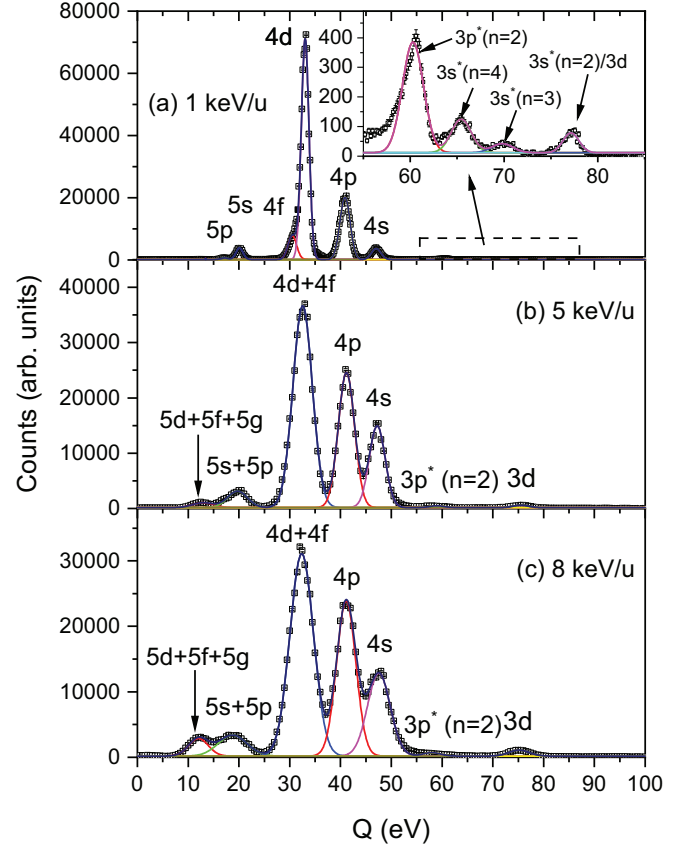 80000
60000
40000
20000
0
(a) 1 keV/u
5p
5s
4f
4d
4p
4s
400
300
200
100
0
3p*(n=2)
3s*(n=4)
3s*(n=3)
3s*(n=2)/3d
60 70 80
40000
30000
20000
10000
0
(b) 5 keV/u
5d+5f+5g
5s+5p
4d+4f
4p
4s
3p* (n=2) 3d
30000
20000
10000
0
(c) 8 keV/u
5d+5f+5g
5s+5p
4d+4f
4p
4s
3p* (n=2) 3d
0 10 20 30 40 50 60 70 80 90 100
Q (eV)
Counts (arb. units)